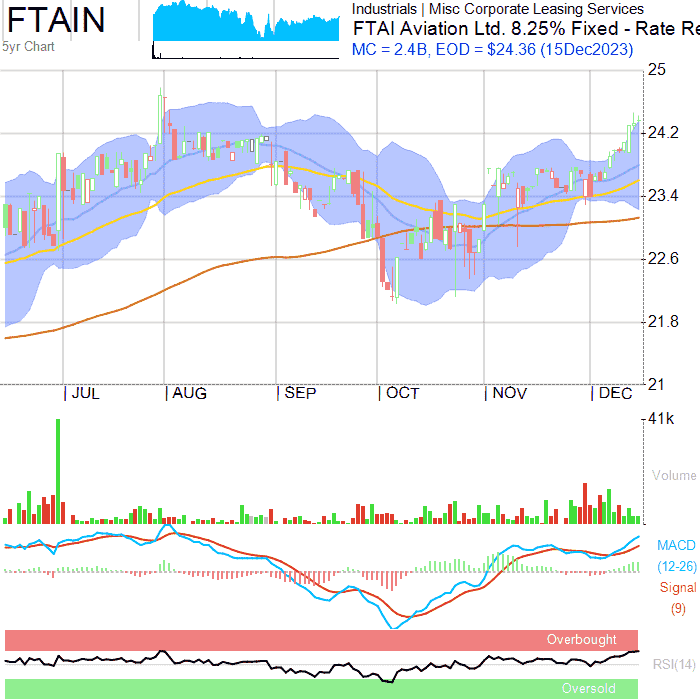 FTAIN
5yr Chart
Industrials | Misc Corporate Leasing Services
FTAI Aviation Ltd. 8.25% Fixed - Rate Re
MC = 2.4B, EOD = $24.36 (15Dec2023)
25
24.2
23.4
22.6
21.8
21
JUL AUG SEP OCT NOV DEC
41k
Volume
MACD
(12-26)
Signal
(9)
Overbought
RSI(14)
Oversold